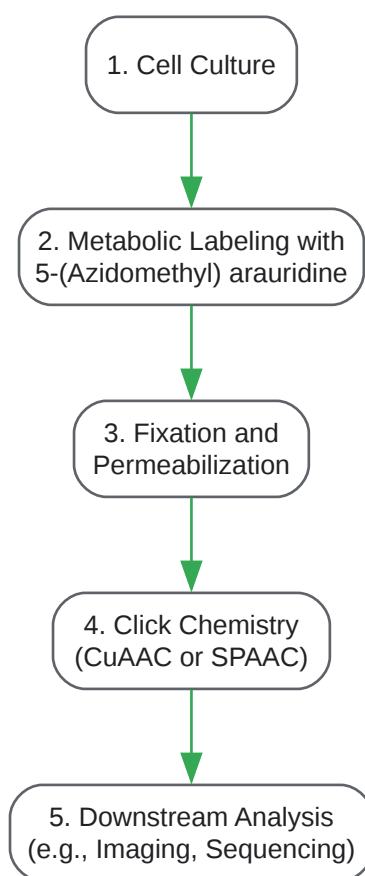 1. Cell Culture
2. Metabolic Labeling with
5-(Azidomethyl) arauridine
3. Fixation and
Permeabilization
4. Click Chemistry
(CuAAC or SPAAC)
5. Downstream Analysis
(e.g., Imaging, Sequencing)